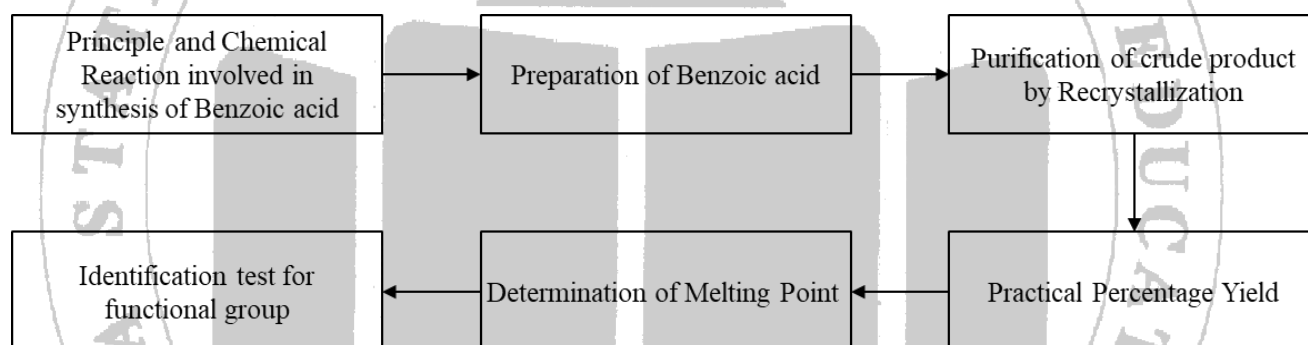 Principle and Chemical
Reaction involved in
synthesis of Benzoic acid
Preparation of Benzoic acid
Purification of crude product
by Recrystallization
Practical Percentage Yield
Determination of Melting Point
Identification test for
functional group